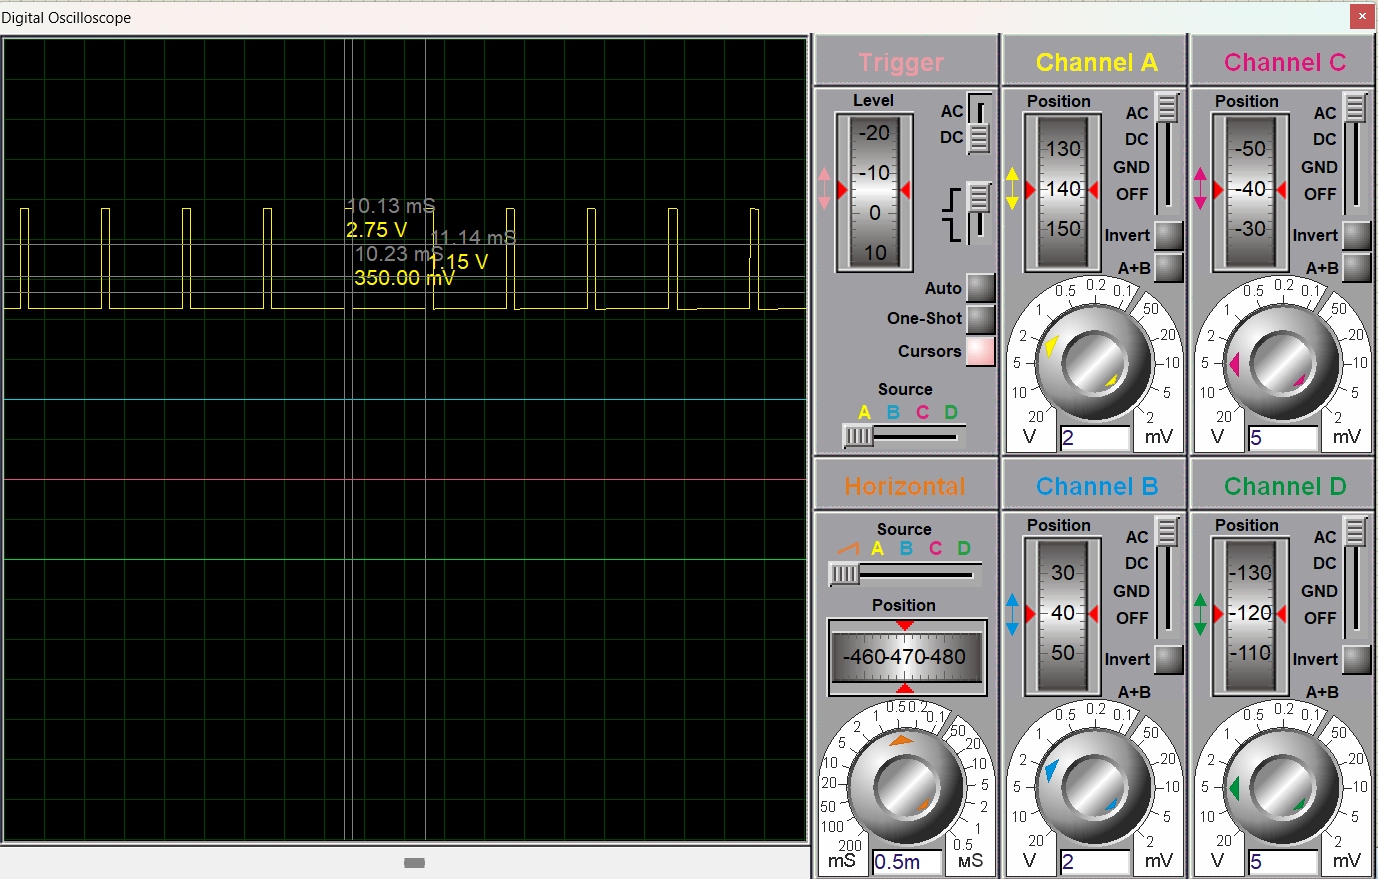 Digital Oscilloscope
10.13 mS
2.75 V
10.23 mS
350.00 mV
11.14 mS
1.15 V
Trigger
Level
-20
-10
0
10
AC
DC
Auto
One-Shot
Cursors
Source
A B C D
Channel A
Position
130
140
150
AC
DC
GND
OFF
Invert
A+B
20 10 5 2 1 0.5 0.2 0.1 50 20 10 5 2
V
2
mV
Channel C
Position
-50
-40
-30
AC
DC
GND
OFF
Invert
A+B
20 10 5 2 1 0.5 0.2 0.1 50 20 10 5 2
V
5
mV
Horizontal
Source
A B C D
Position
-460-470-480
200 100 50 20 10 5 2 1 0.5 0.2 0.1 50 20 10 5 2 1 0.5
mS
0.5m
мS
Channel B
Position
30
40
50
AC
DC
GND
OFF
Invert
A+B
20 10 5 2 1 0.5 0.2 0.1 50 20 10 5 2
V
2
mV
Channel D
Position
-130
-120
-110
AC
DC
GND
OFF
Invert
A+B
20 10 5 2 1 0.5 0.2 0.1 50 20 10 5 2
V
5
mV